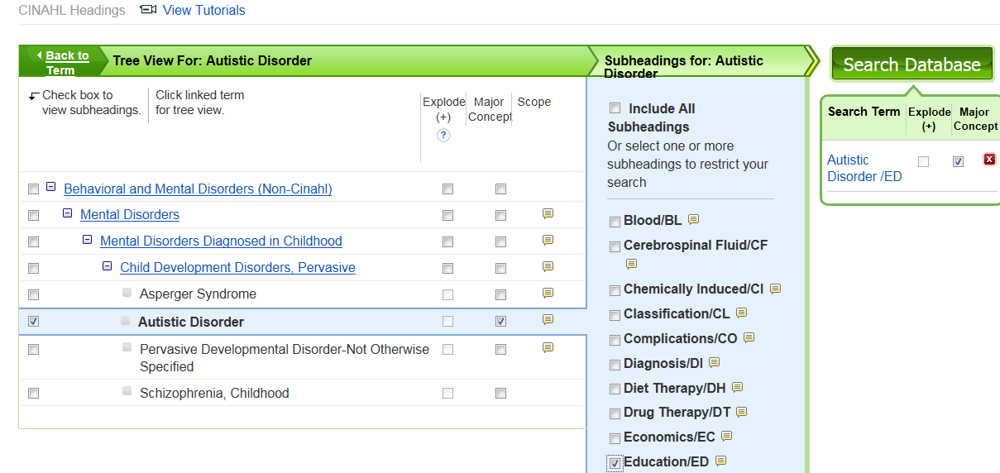 CINAHL Headings View Tutorials
Back to
Term
Tree View For: Autistic Disorder
Subheadings for: Autistic
Disorder
Search Database
Check box to
view subheadings.
Click linked term
for tree view.
Explode
(+)
?
Major
Concept
Scope
Behavioral and Mental Disorders (Non-Cinahl)
Mental Disorders
Mental Disorders Diagnosed in Childhood
Child Development Disorders, Pervasive
Asperger Syndrome
Autistic Disorder
Pervasive Developmental Disorder-Not Otherwise
Specified
Schizophrenia, Childhood
Include All
Subheadings
Or select one or more
subheadings to restrict your
search
Blood/BL
Cerebrospinal Fluid/CF
Chemically Induced/CI
Classification/CL
Complications/CO
Diagnosis/DI
Diet Therapy/DH
Drug Therapy/DT
Economics/EC
Education/ED
Search Term
Explode
(+)
Major
Concept
Autistic
Disorder /ED
X